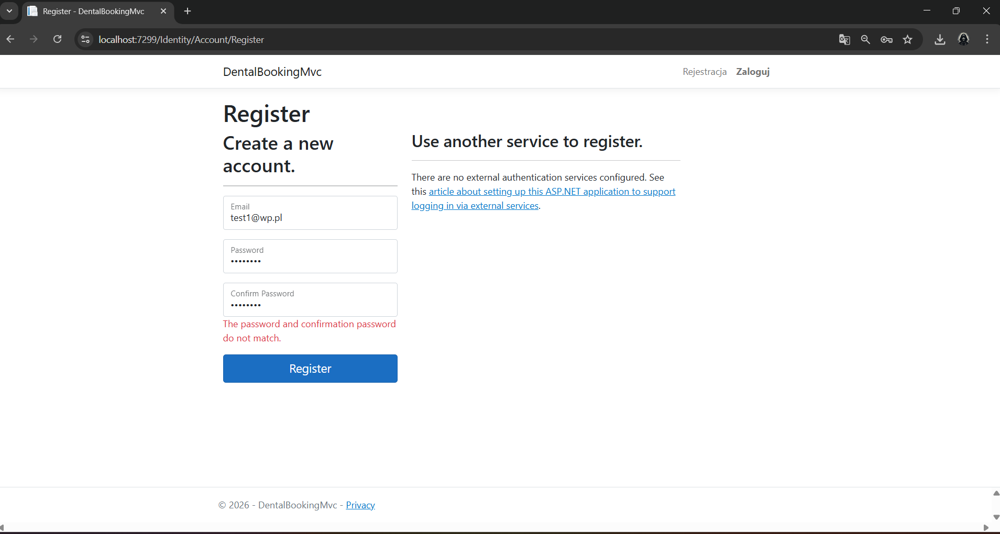 Register - DentalBookingMvc
localhost:7299/Identity/Account/Register
DentalBookingMvc
Rejestracja
Zaloguj
Register
Create a new
account.
Email
test1@wp.pl
Password
••••••••
Confirm Password
••••••••
The password and confirmation password
do not match.
Register
Use another service to register.
There are no external authentication services configured. See
this article about setting up this ASP.NET application to support
logging in via external services.
© 2026 - DentalBookingMvc - Privacy